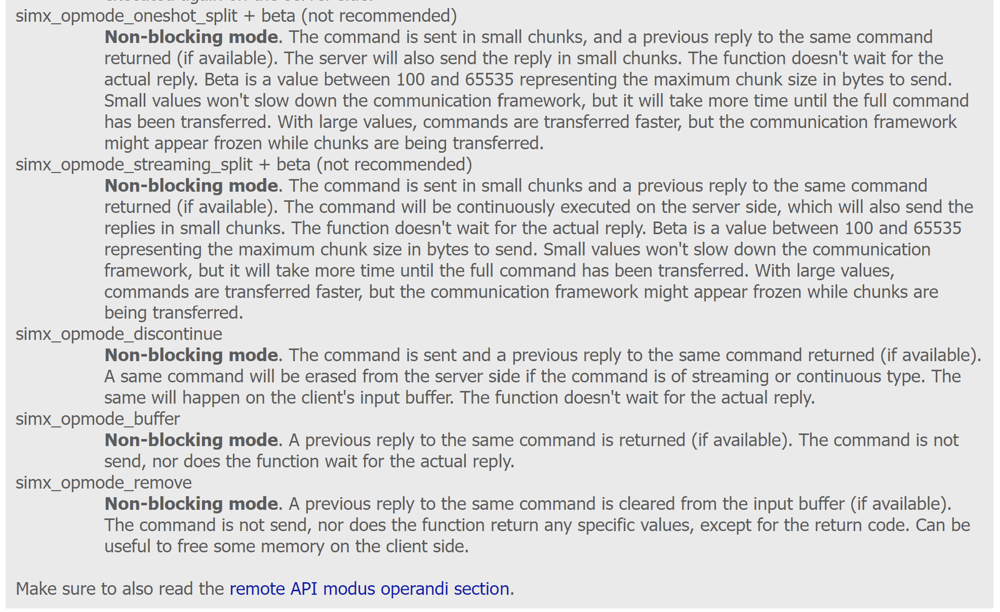 executed again on the server side.
simx_opmode_oneshot_split + beta (not recommended)
Non-blocking mode. The command is sent in small chunks, and a previous reply to the same command
returned (if available). The server will also send the reply in small chunks. The function doesn't wait for the
actual reply. Beta is a value between 100 and 65535 representing the maximum chunk size in bytes to send.
Small values won't slow down the communication framework, but it will take more time until the full command
has been transferred. With large values, commands are transferred faster, but the communication framework
might appear frozen while chunks are being transferred.
simx_opmode_streaming_split + beta (not recommended)
Non-blocking mode. The command is sent in small chunks and a previous reply to the same command
returned (if available). The command will be continuously executed on the server side, which will also send the
replies in small chunks. The function doesn't wait for the actual reply. Beta is a value between 100 and 65535
representing the maximum chunk size in bytes to send. Small values won't slow down the communication
framework, but it will take more time until the full command has been transferred. With large values,
commands are transferred faster, but the communication framework might appear frozen while chunks are
being transferred.
simx_opmode_discontinue
Non-blocking mode. The command is sent and a previous reply to the same command returned (if available).
A same command will be erased from the server side if the command is of streaming or continuous type. The
same will happen on the client's input buffer. The function doesn't wait for the actual reply.
simx_opmode_buffer
Non-blocking mode. A previous reply to the same command is returned (if available). The command is not
send, nor does the function wait for the actual reply.
simx_opmode_remove
Non-blocking mode. A previous reply to the same command is cleared from the input buffer (if available).
The command is not send, nor does the function return any specific values, except for the return code. Can be
useful to free some memory on the client side.
Make sure to also read the remote API modus operandi section.